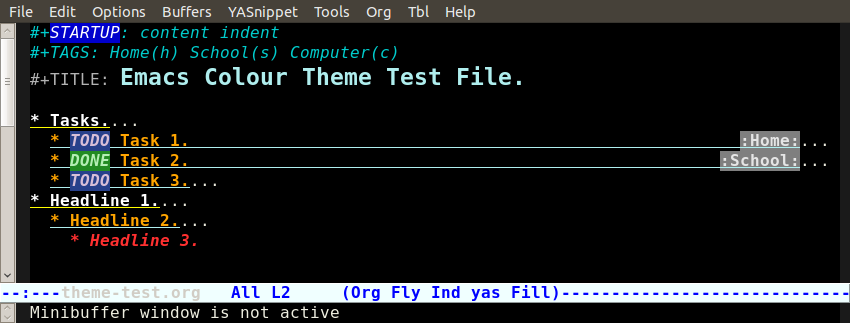 File Edit Options Buffers YASnippet Tools Org Tbl Help
#+STARTUP: content indent
#+TAGS: Home(h) School(s) Computer(c)
#+TITLE: Emacs Colour Theme Test File.
* Tasks....
* TODO Task 1. :Home:...
* DONE Task 2. :School:...
* TODO Task 3....
* Headline 1....
* Headline 2....
* Headline 3.
--:---theme-test.org All L2 (Org Fly Ind yas Fill)-----------------------------
Minibuffer window is not active